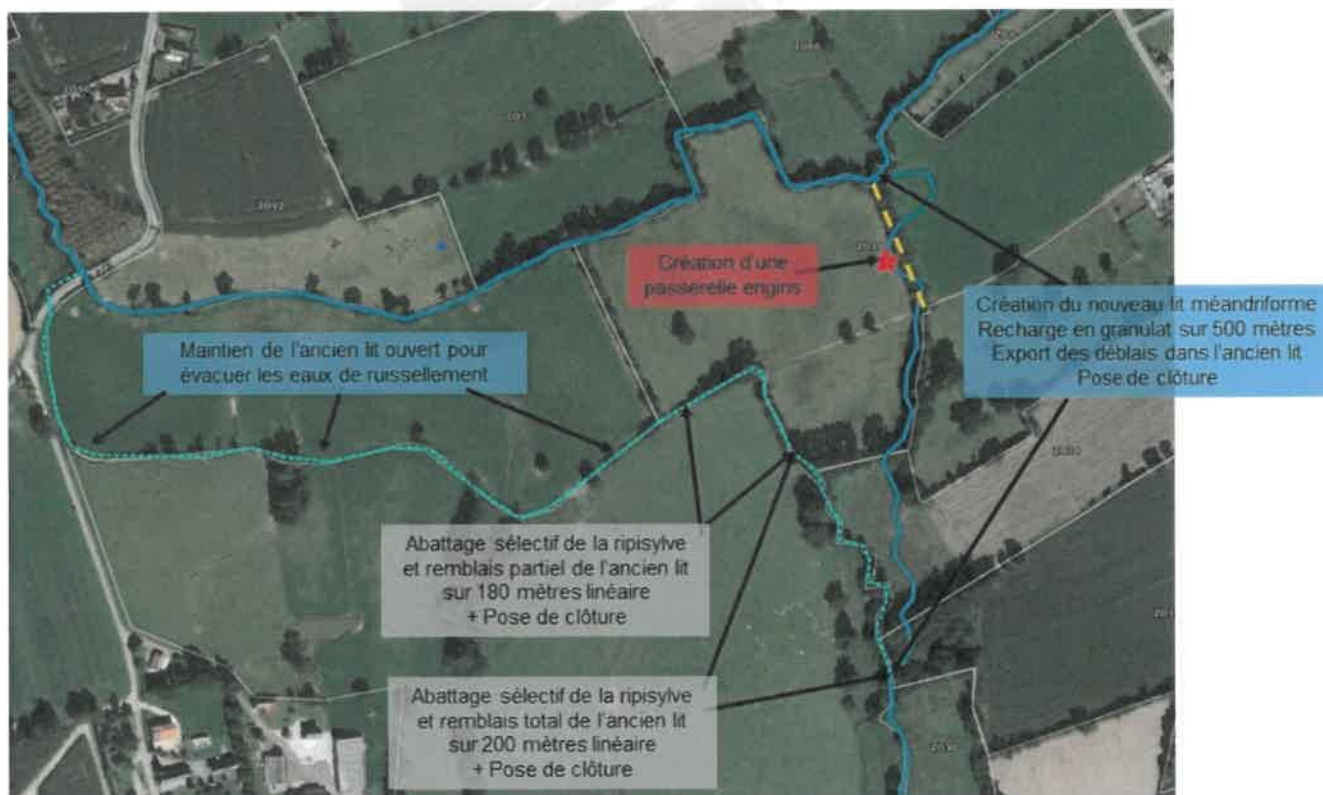 Création d'une
passerelle engins
Création du nouveau lit méandriforme
Recharge en granulat sur 500 mètres
Export des déblais dans l'ancien lit
Pose de clôture
Maintien de l'ancien lit ouvert pour
évacuer les eaux de ruissellement
Abattage sélectif de la ripisylve
et remblais partiel de l'ancien lit
sur 180 mètres linéaire
+ Pose de clôture
Abattage sélectif de la ripisylve
et remblais total de l'ancien lit
sur 200 mètres linéaire
+ Pose de clôture